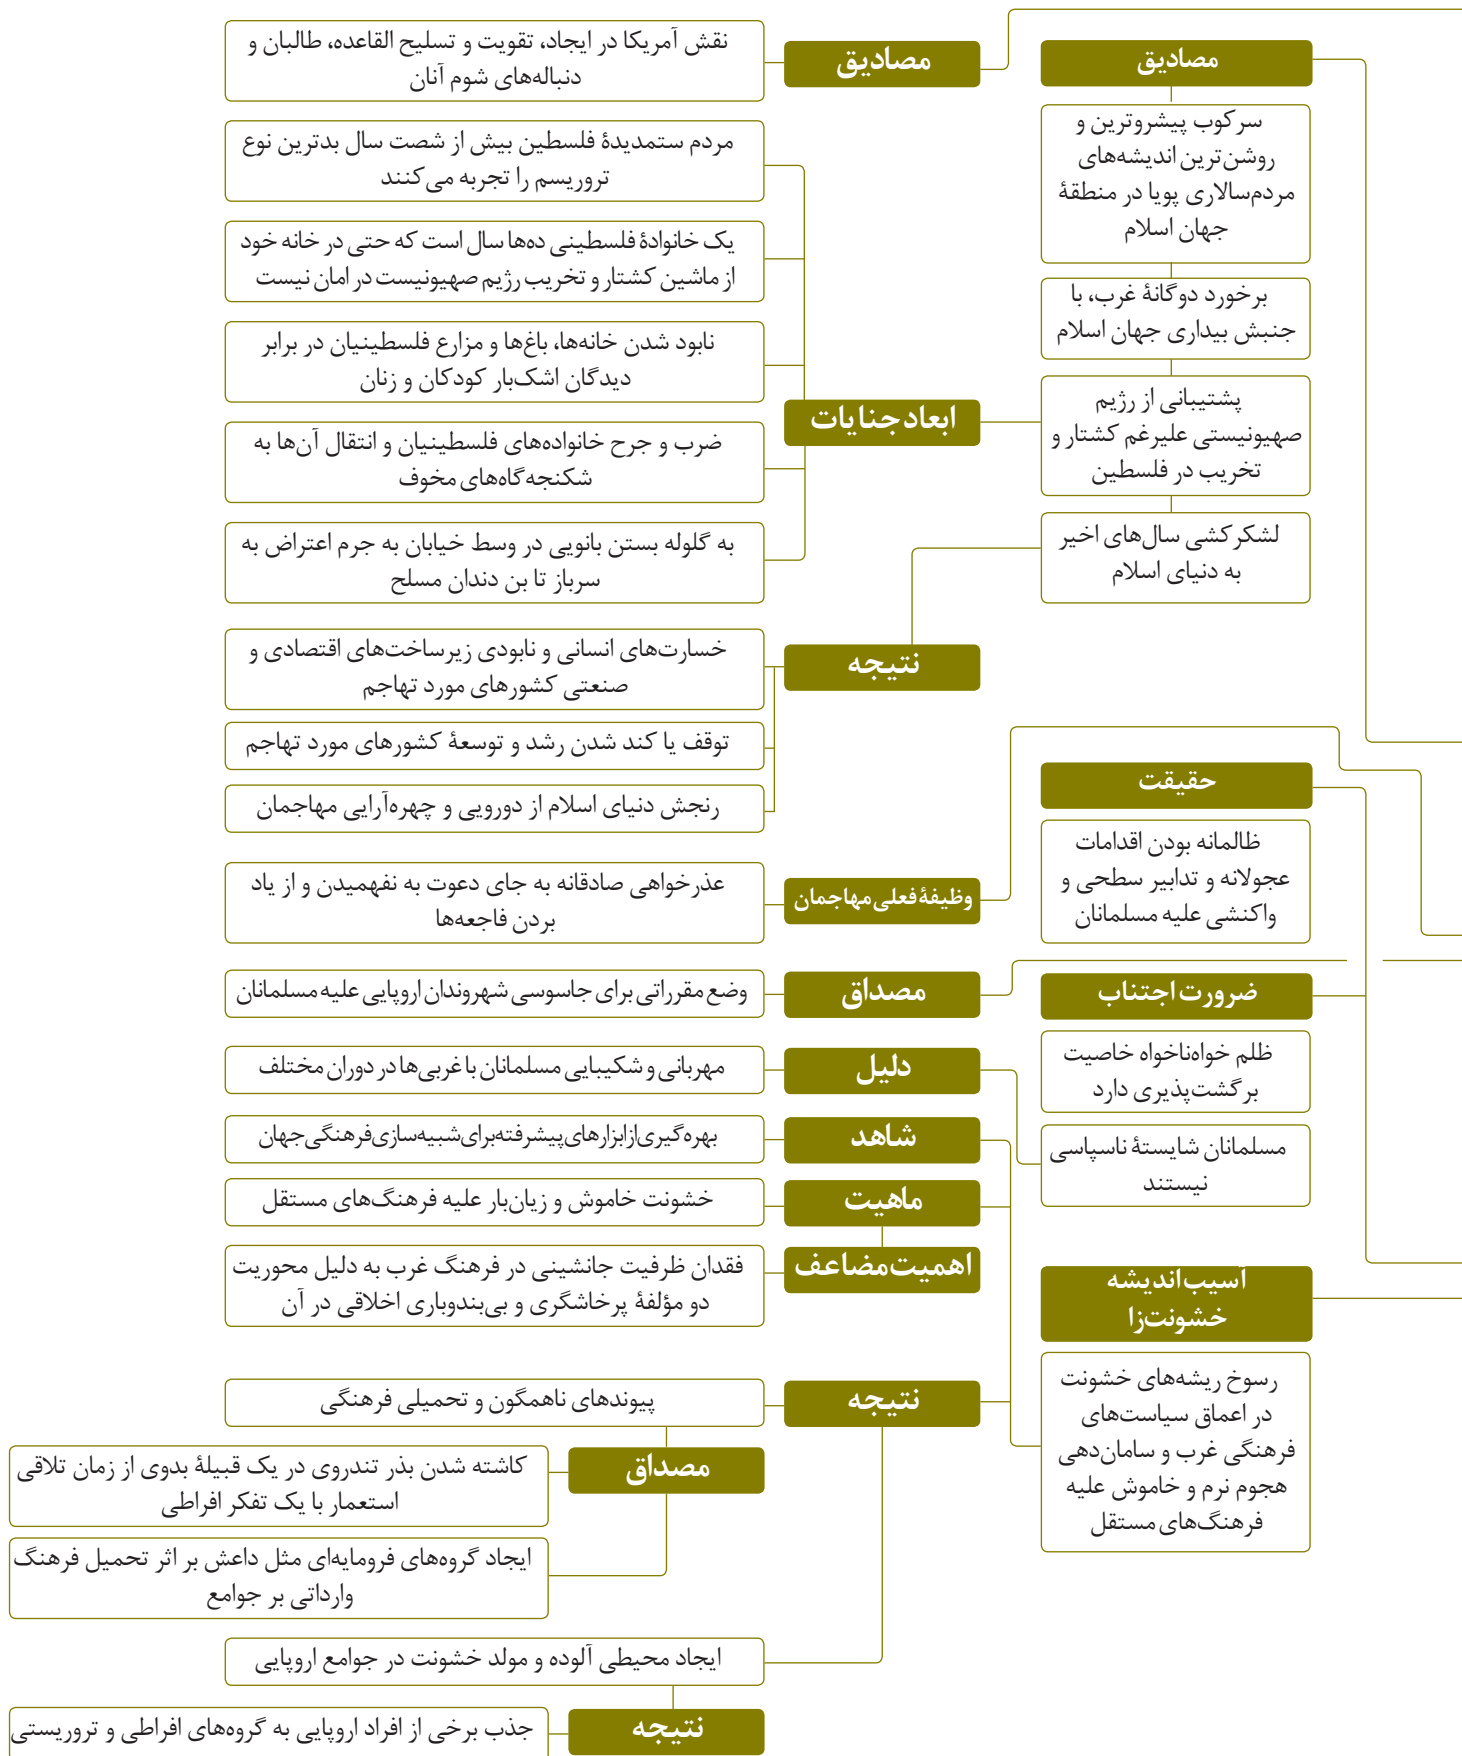 مصادیق
سرکوب پیشروترین و
روشن‌ترین اندیشه‌های
مردم‌سالاری پویا در منطقهٔ
جهان اسلام
برخورد دوگانهٔ غرب، با
جنبش بیداری جهان اسلام
پشتیبانی از رژیم
صهیونیستی علیرغم کشتار و
تخریب در فلسطین
لشکرکشی سال‌های اخیر
به دنیای اسلام
مصادیق
نقش آمریکا در ایجاد، تقویت و تسلیح القاعده، طالبان و
دنباله‌های شوم آنان
ابعاد جنایات
مردم ستمدیدهٔ فلسطین بیش از شصت سال بدترین نوع
تروریسم را تجربه می‌کنند
یک خانوادهٔ فلسطینی ده‌ها سال است که حتی در خانه خود
از ماشین کشتار و تخریب رژیم صهیونیست در امان نیست
نابود شدن خانه‌ها، باغ‌ها و مزارع فلسطینیان در برابر
دیدگان اشک‌بار کودکان و زنان
ضرب و جرح خانواده‌های فلسطینیان و انتقال آن‌ها به
شکنجه‌گاه‌های مخوف
به گلوله بستن بانویی در وسط خیابان به جرم اعتراض به
سرباز تا بن دندان مسلح
نتیجه
خسارت‌های انسانی و نابودی زیرساخت‌های اقتصادی و
صنعتی کشورهای مورد تهاجم
توقف یا کند شدن رشد و توسعهٔ کشورهای مورد تهاجم
رنجش دنیای اسلام از دورویی و چهره‌آرایی مهاجمان
حقیقت
ظالمانه بودن اقدامات
عجولانه و تدابیر سطحی و
واکنشی علیه مسلمانان
وظیفهٔ فعلی مهاجمان
عذرخواهی صادقانه به جای دعوت به نفهمیدن و از یاد
بردن فاجعه‌ها
ضرورت اجتناب
ظلم خواه‌ناخواه خاصیت
برگشت‌پذیری دارد
مسلمانان شایستهٔ ناسپاسی
نیستند
مصداق
وضع مقرراتی برای جاسوسی شهروندان اروپایی علیه مسلمانان
دلیل
مهربانی و شکیبایی مسلمانان با غربی‌ها در دوران مختلف
آسیب اندیشه
خشونت‌زا
رسوخ ریشه‌های خشونت
در اعماق سیاست‌های
فرهنگی غرب و سامان‌دهی
هجوم نرم و خاموش علیه
فرهنگ‌های مستقل
شاهد
بهره‌گیری از ابزارهای پیشرفته برای شبیه‌سازی فرهنگی جهان
ماهیت
خشونت خاموش و زیان‌بار علیه فرهنگ‌های مستقل
اهمیت مضاعف
فقدان ظرفیت جانشینی در فرهنگ غرب به دلیل محوریت
دو مؤلفهٔ پرخاشگری و بی‌بندوباری اخلاقی در آن
نتیجه
پیوندهای ناهمگون و تحمیلی فرهنگی
مصداق
کاشته شدن بذر تندروی در یک قبیلهٔ بدوی از زمان تلاقی
استعمار با یک تفکر افراطی
ایجاد گروه‌های فرومایه‌ای مثل داعش بر اثر تحمیل فرهنگ
وارداتی بر جوامع
ایجاد محیطی آلوده و مولد خشونت در جوامع اروپایی
نتیجه
جذب برخی از افراد اروپایی به گروه‌های افراطی و تروریستی